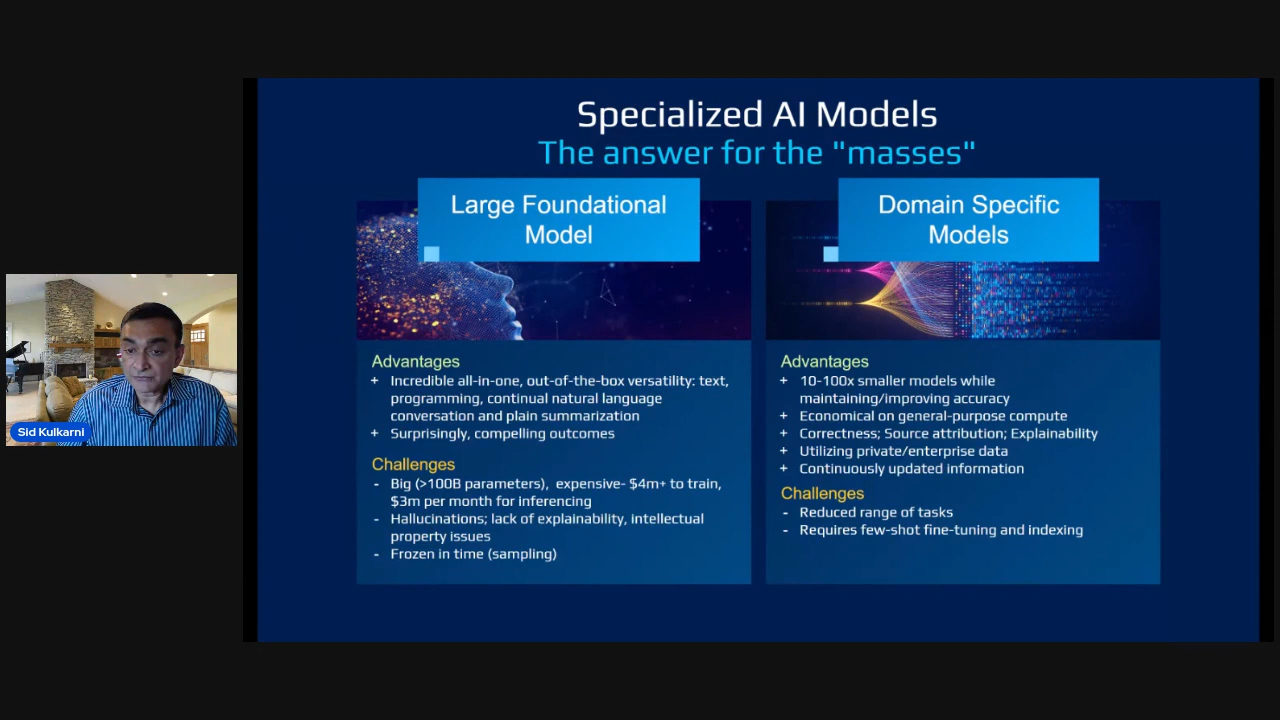 Specialized AI Models
The answer for the "masses"
Large Foundational
Model
Advantages
+ Incredible all-in-one, out-of-the-box versatility: text,
programming, continual natural language
conversation and plain summarization
+ Surprisingly, compelling outcomes
Challenges
- Big (>100B parameters), expensive- $4m+ to train,
$3m per month for inferencing
- Hallucinations; lack of explainability, intellectual
property issues
- Frozen in time (sampling)
Domain Specific
Models
Advantages
+ 10-100x smaller models while
maintaining/improving accuracy
+ Economical on general-purpose compute
+ Correctness; Source attribution; Explainability
+ Utilizing private/enterprise data
+ Continuously updated information
Challenges
- Reduced range of tasks
- Requires few-shot fine-tuning and indexing
Sid Kulkarni